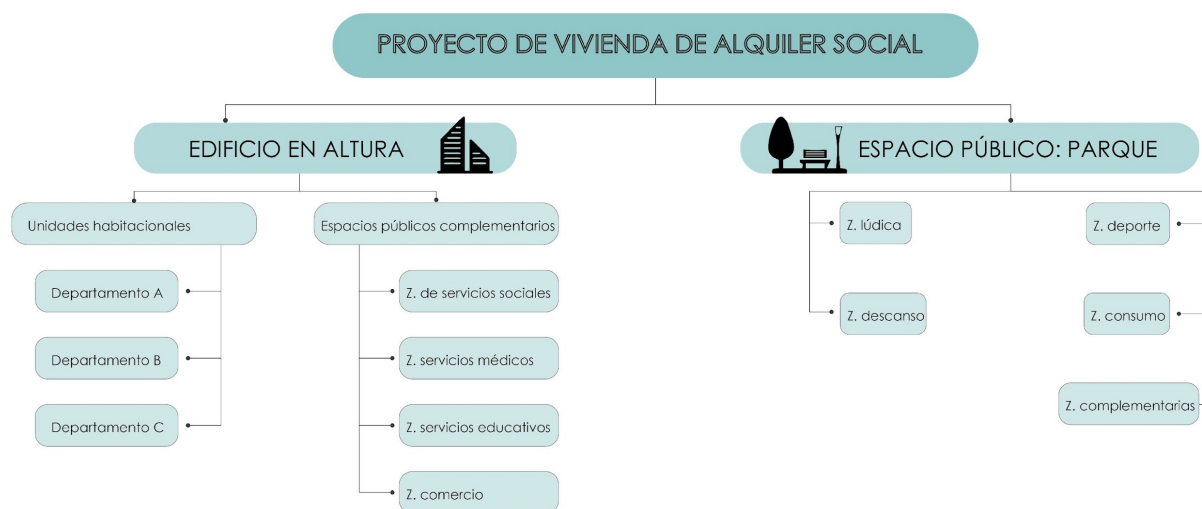 PROYECTO DE VIVIENDA DE ALQUILER SOCIAL
EDIFICIO EN ALTURA
ESPACIO PÚBLICO: PARQUE
Unidades habitacionales
Espacios públicos complementarios
Z. lúdica
Z. deporte
Departamento A
Z. de servicios sociales
Z. descanso
Z. consumo
Departamento B
Z. servicios médicos
Z. complementarias
Departamento C
Z. servicios educativos
Z. comercio